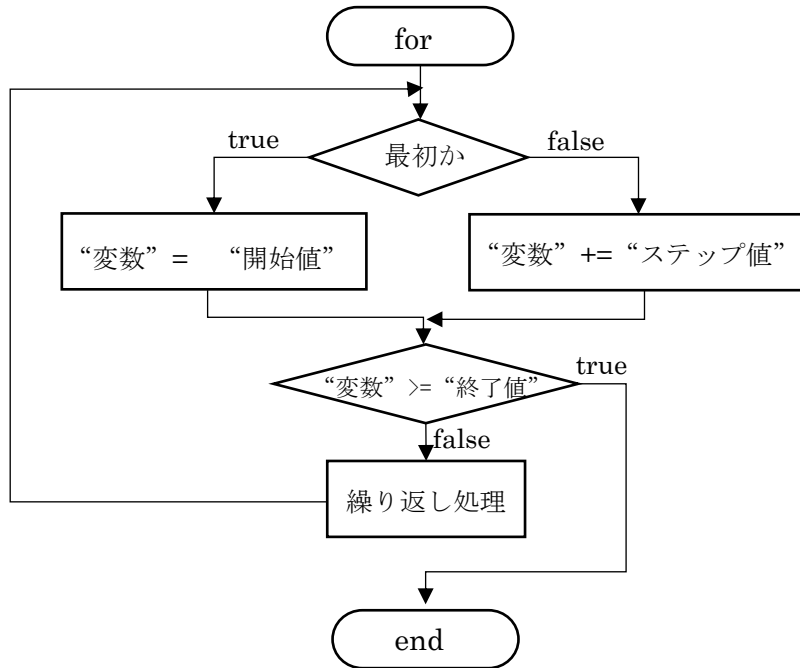 for
最初か
true
false
“変数” = “開始値”
“変数” += “ステップ値”
“変数” >= “終了値”
true
false
繰り返し処理
end